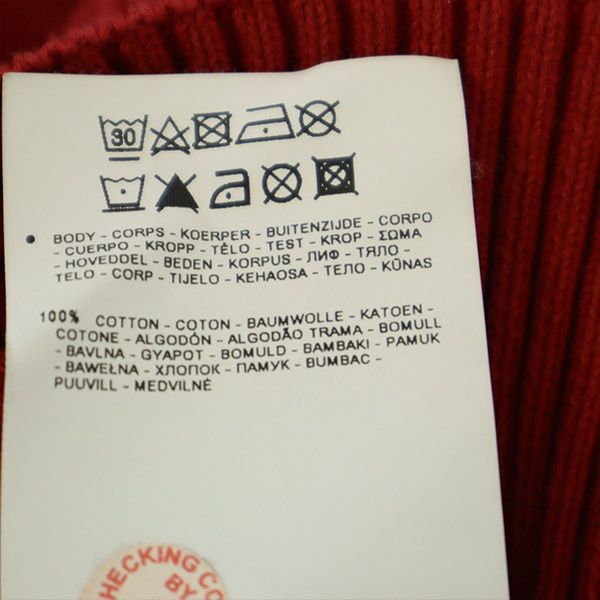 30
BODY - CORPS - KOERPER - BUITENZIJDE - CORPO
- CUERPO - KROPP - TĚLO - TEST - KROP - ΣΩΜΑ
- HOVEDDEL - BEDEN - KORPUS - ЛИФ - ТЯЛО -
TELO - CORP - TIJELO - KEHAOSA - ТЕЛО - KŪNAS
100% COTTON - COTON - BAUMWOLLE - KATOEN -
COTONE - ALGODÓN - ALGODÃO TRAMA - BOMULL
- BAVLNA - GYAPOT - BOMULD - BAMBAKI - PAMUK
- BAWEŁNA - ХЛОПОК - ПАМУК - BUMBAC -
PUUVILL - MEDVILNĖ
HECKING CO
BY